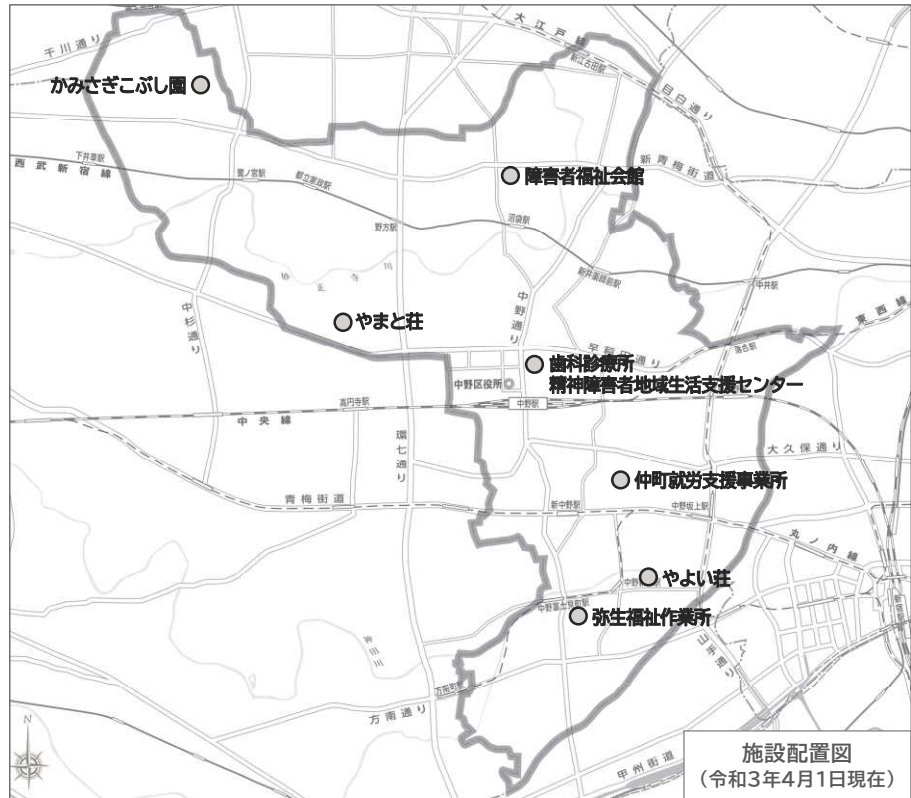 千川通り
大江戸線
新江古田駅
目白通り
かみさぎこぶし園
下井草駅
西武新宿線
鷺ノ宮駅
都立家政駅
障害者福祉会館
新青梅街道
野方駅
沼袋駅
新井薬師前駅
中井駅
妙正寺川
中杉通り
中野通り
東西線
やまと荘
早稲田通り
落合駅
歯科診療所
精神障害者地域生活支援センター
中野区役所
高円寺駅
中野駅
中央線
環七通り
大久保通り
仲町就労支援事業所
青梅街道
新中野駅
中野坂上駅
丸ノ内線
やよい荘
中野富士見町駅
弥生福祉作業所
山手通り
方南町駅
方南通り
甲州街道
N
施設配置図
(令和3年4月1日現在)